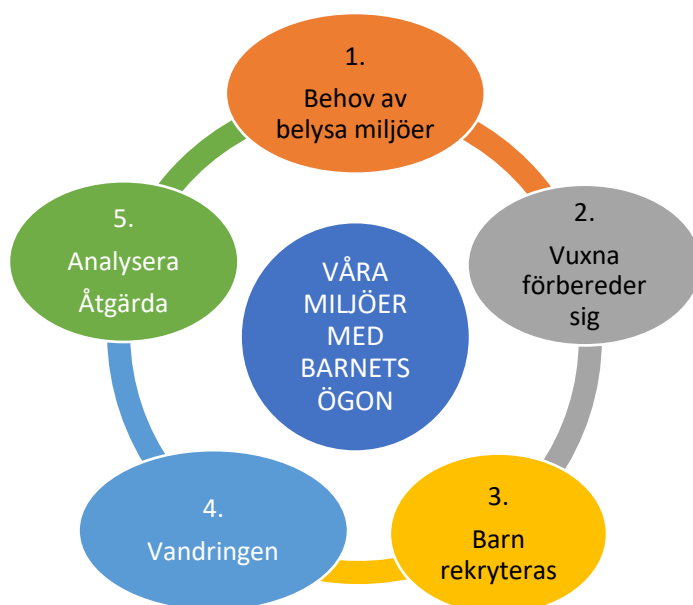 1.
Behov av
belysa miljöer
2.
Vuxna
förbereder
sig
3.
Barn
rekryteras
4.
Vandringen
5.
Analysera
Åtgärda
VÅRA
MILJÖER
MED
BARNETS
ÖGON